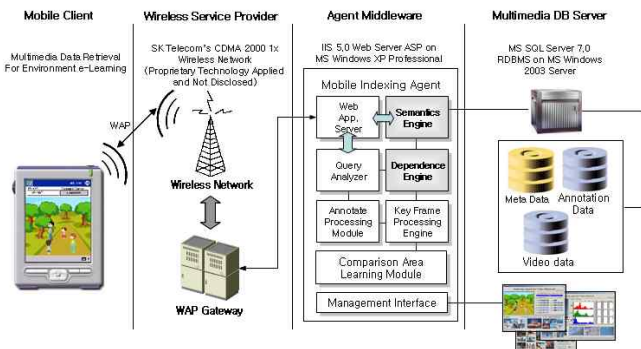 Mobile Client
Multimedia Data Retrieval
For Environment e-Learning
WAP
Wireless Service Provider
SK Telecom's CDMA 2000 1x
Wireless Network
(Proprietary Technology Applied
and Not Disclosed)
Wireless Network
WAP Gateway
Agent Middleware
IIS 5,0 Web Server ASP on
MS Windows XP Professional
Mobile Indexing Agent
Web
App,
Server
Semantics
Engine
Query
Analyzer
Dependence
Engine
Annotate
Processing
Module
Key Frame
Processing
Engine
Comparison Area
Learning Module
Management Interface
Multimedia DB Server
MS SQL Server 7,0
RDBMS on MS Windows
2003 Server
Meta Data
Annotation
Data
Video data